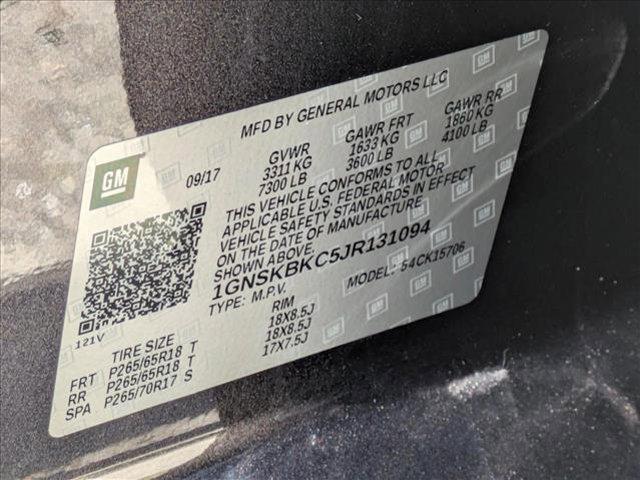 MFD BY GENERAL MOTORS LLC
GM
09/17
GVWR GAWR FRT GAWR RR
3311 KG 1633 KG 1860 KG
7300 LB 3600 LB 4100 LB
THIS VEHICLE CONFORMS TO ALL
APPLICABLE U.S. FEDERAL MOTOR
VEHICLE SAFETY STANDARDS IN EFFECT
ON THE DATE OF MANUFACTURE
SHOWN ABOVE.
1GNSKBKC5JR131094
TYPE: M.P.V. MODEL: 54CK15706
121V
TIRE SIZE RIM
FRT P265/65R18 T 18X8.5J
RR P265/65R18 T 18X8.5J
SPA P265/70R17 S 17X7.5J